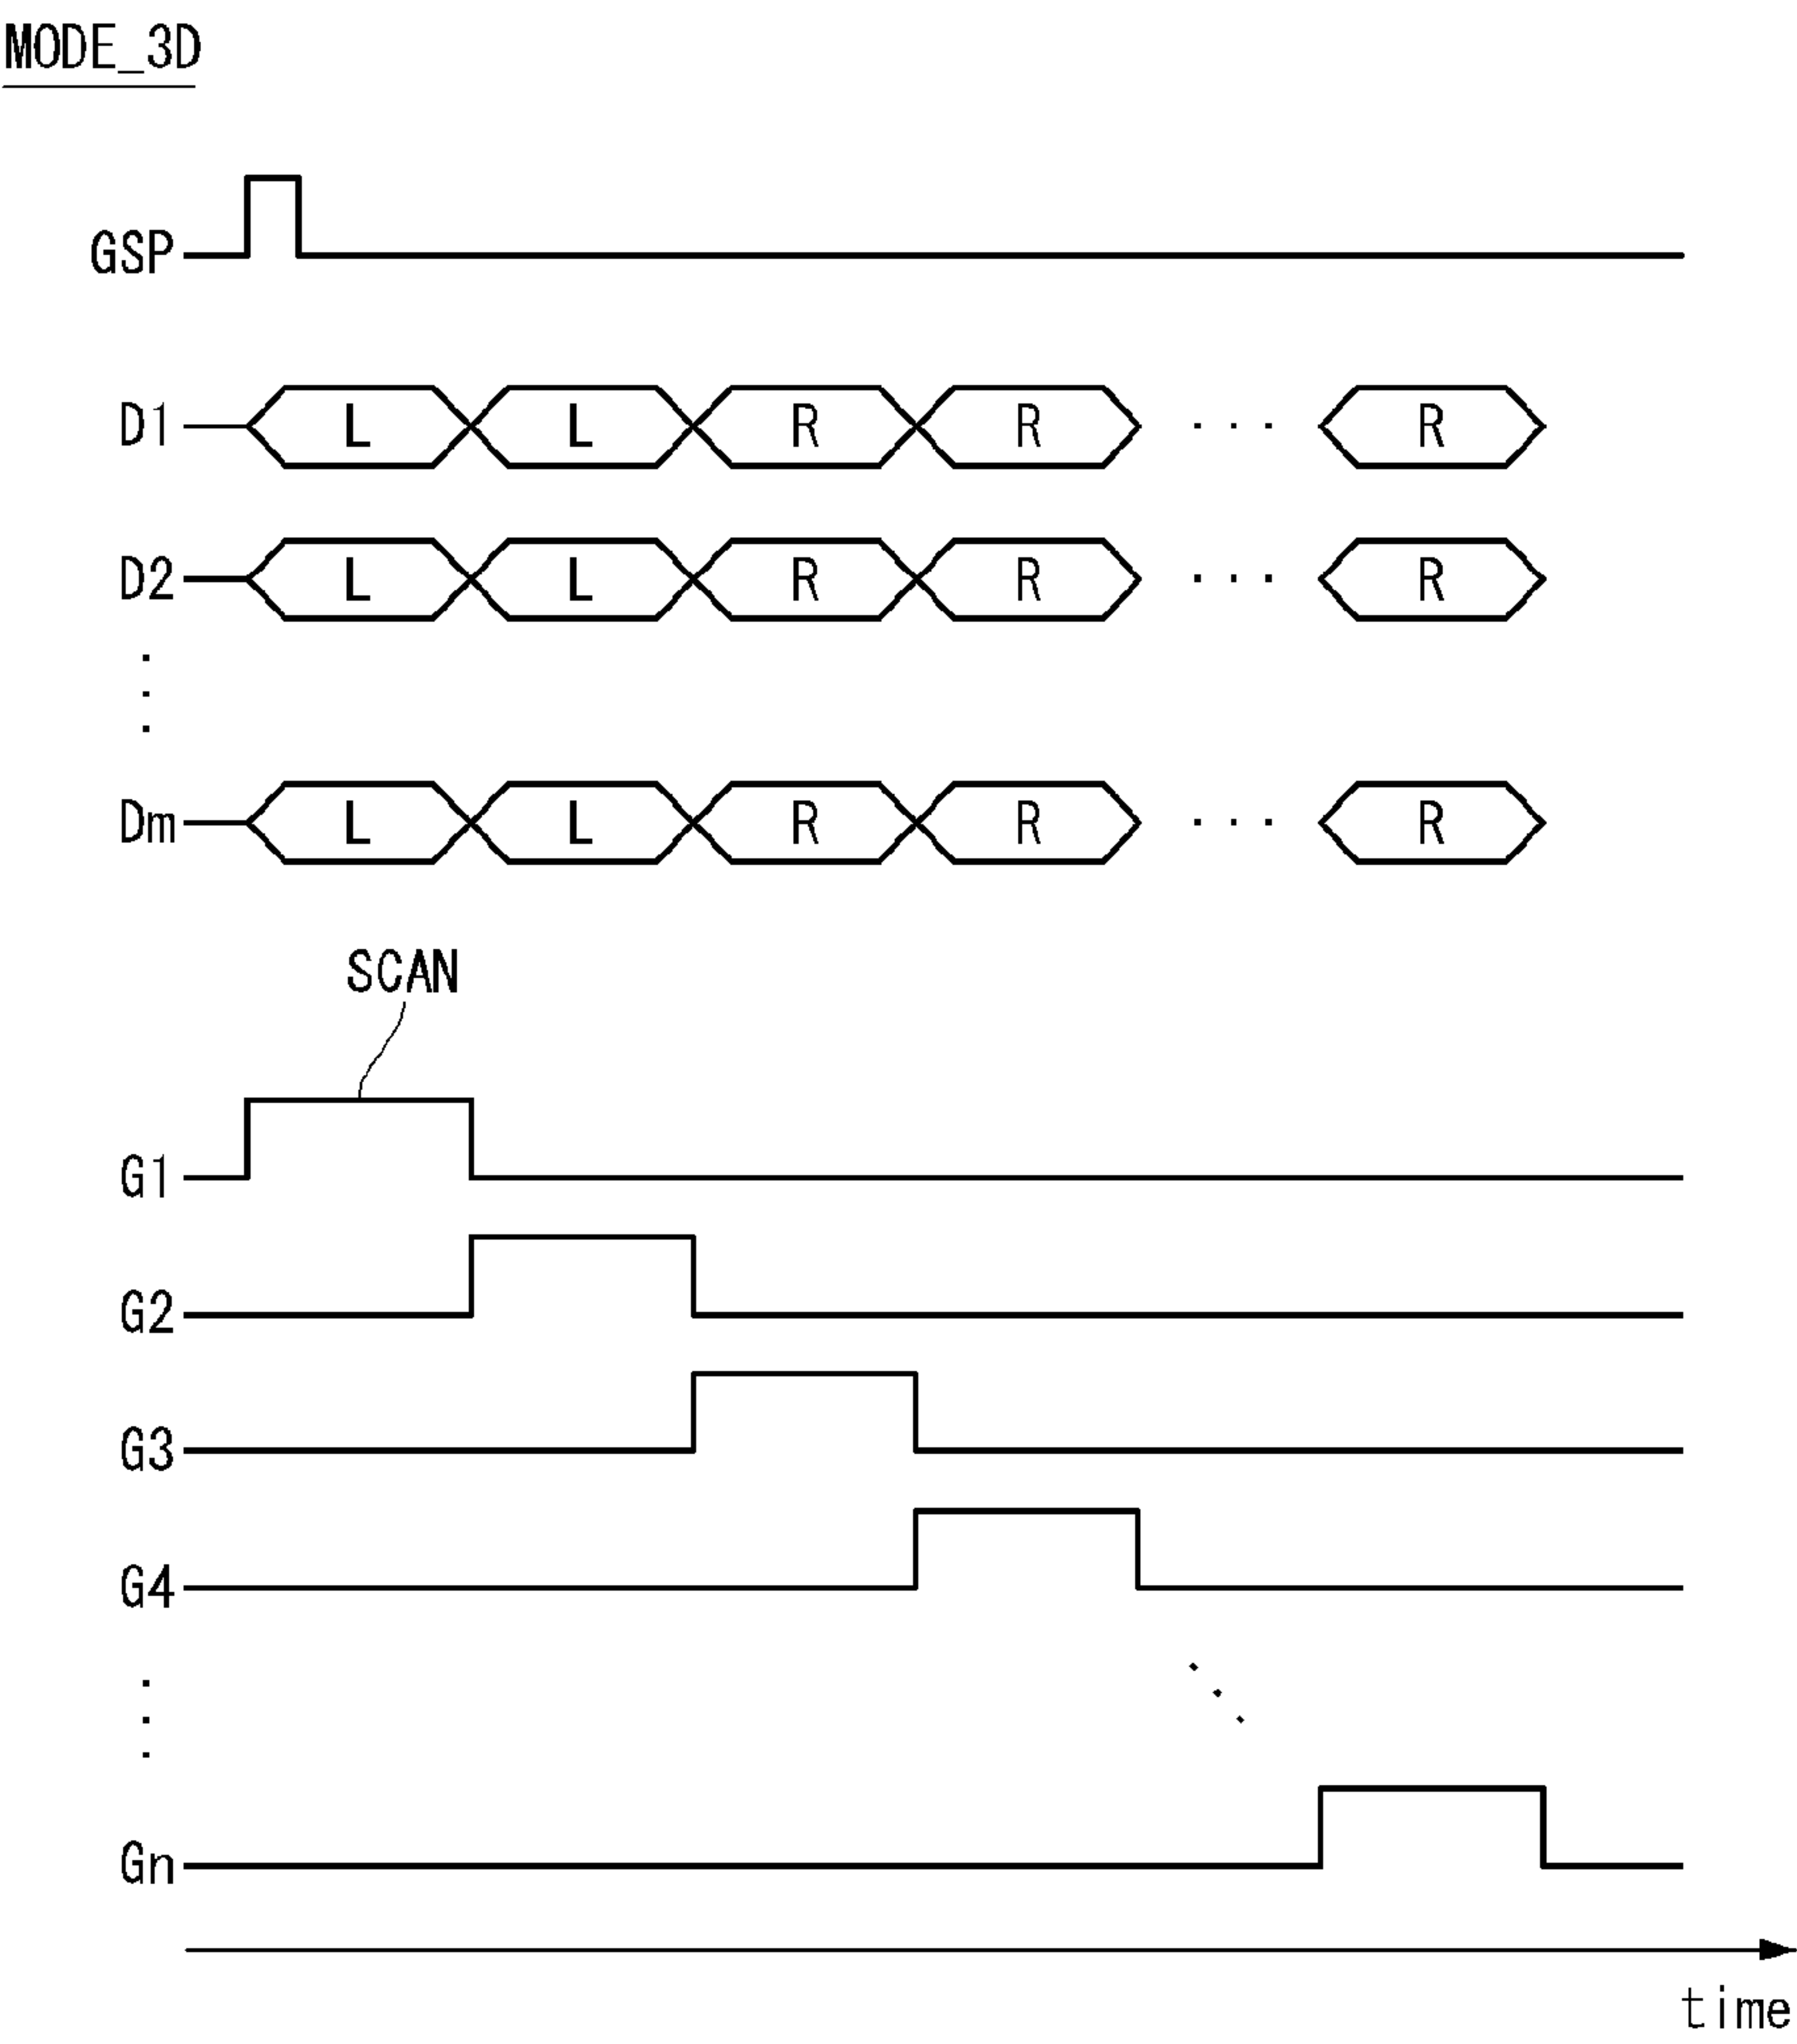 MODE_3D
GSP
D1 L L R R ... R
D2 L L R R ... R
Dm L L R R ... R
SCAN
G1
G2
G3
G4
Gn
time